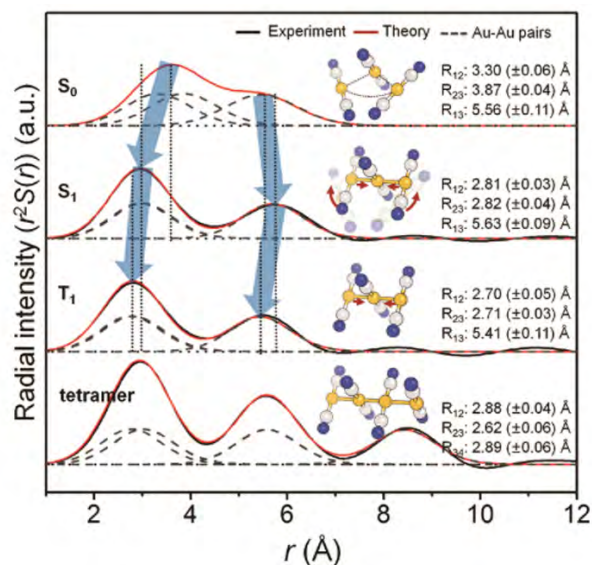 Experiment Theory Au-Au pairs
S0
R12: 3.30 (±0.06) Å
R23: 3.87 (±0.04) Å
R13: 5.56 (±0.11) Å
S1
R12: 2.81 (±0.03) Å
R23: 2.82 (±0.04) Å
R13: 5.63 (±0.09) Å
T1
R12: 2.70 (±0.05) Å
R23: 2.71 (±0.03) Å
R13: 5.41 (±0.11) Å
tetramer
R12: 2.88 (±0.04) Å
R23: 2.62 (±0.06) Å
R34: 2.89 (±0.06) Å
Radial intensity (r²S(r)) (a.u.)
2 4 6 8 10 12
r (Å)